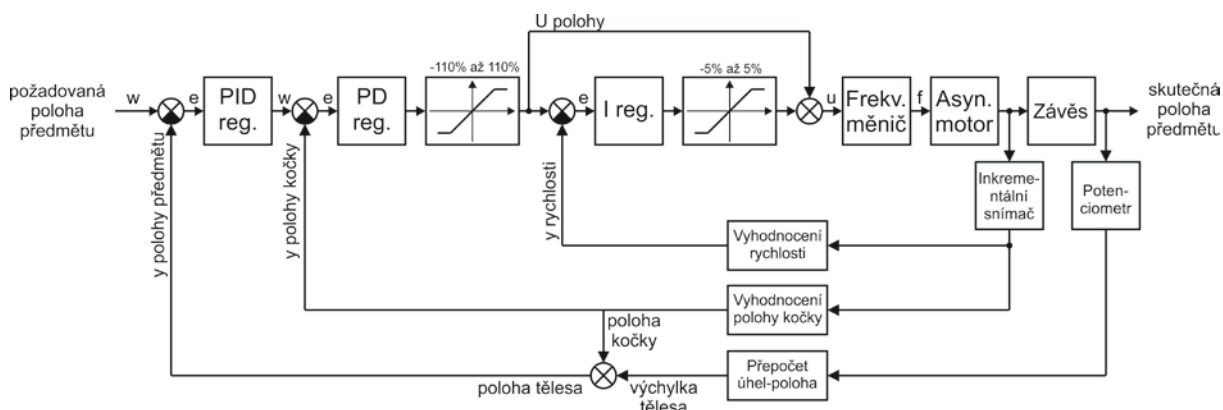 U polohy
-110% až 110%
-5% až 5%
požadovaná
poloha
předmětu
w
e
PID
reg.
w
e
PD
reg.
e
I reg.
u
Frekv.
měnič
f
Asyn.
motor
Závěs
skutečná
poloha
předmětu
y polohy předmětu
y polohy kočky
y rychlosti
Inkreme-
ntální
snímač
Poten-
ciometr
Vyhodnocení
rychlosti
Vyhodnocení
polohy kočky
poloha
kočky
Přepočet
úhel-poloha
poloha tělesa
výchylka
tělesa